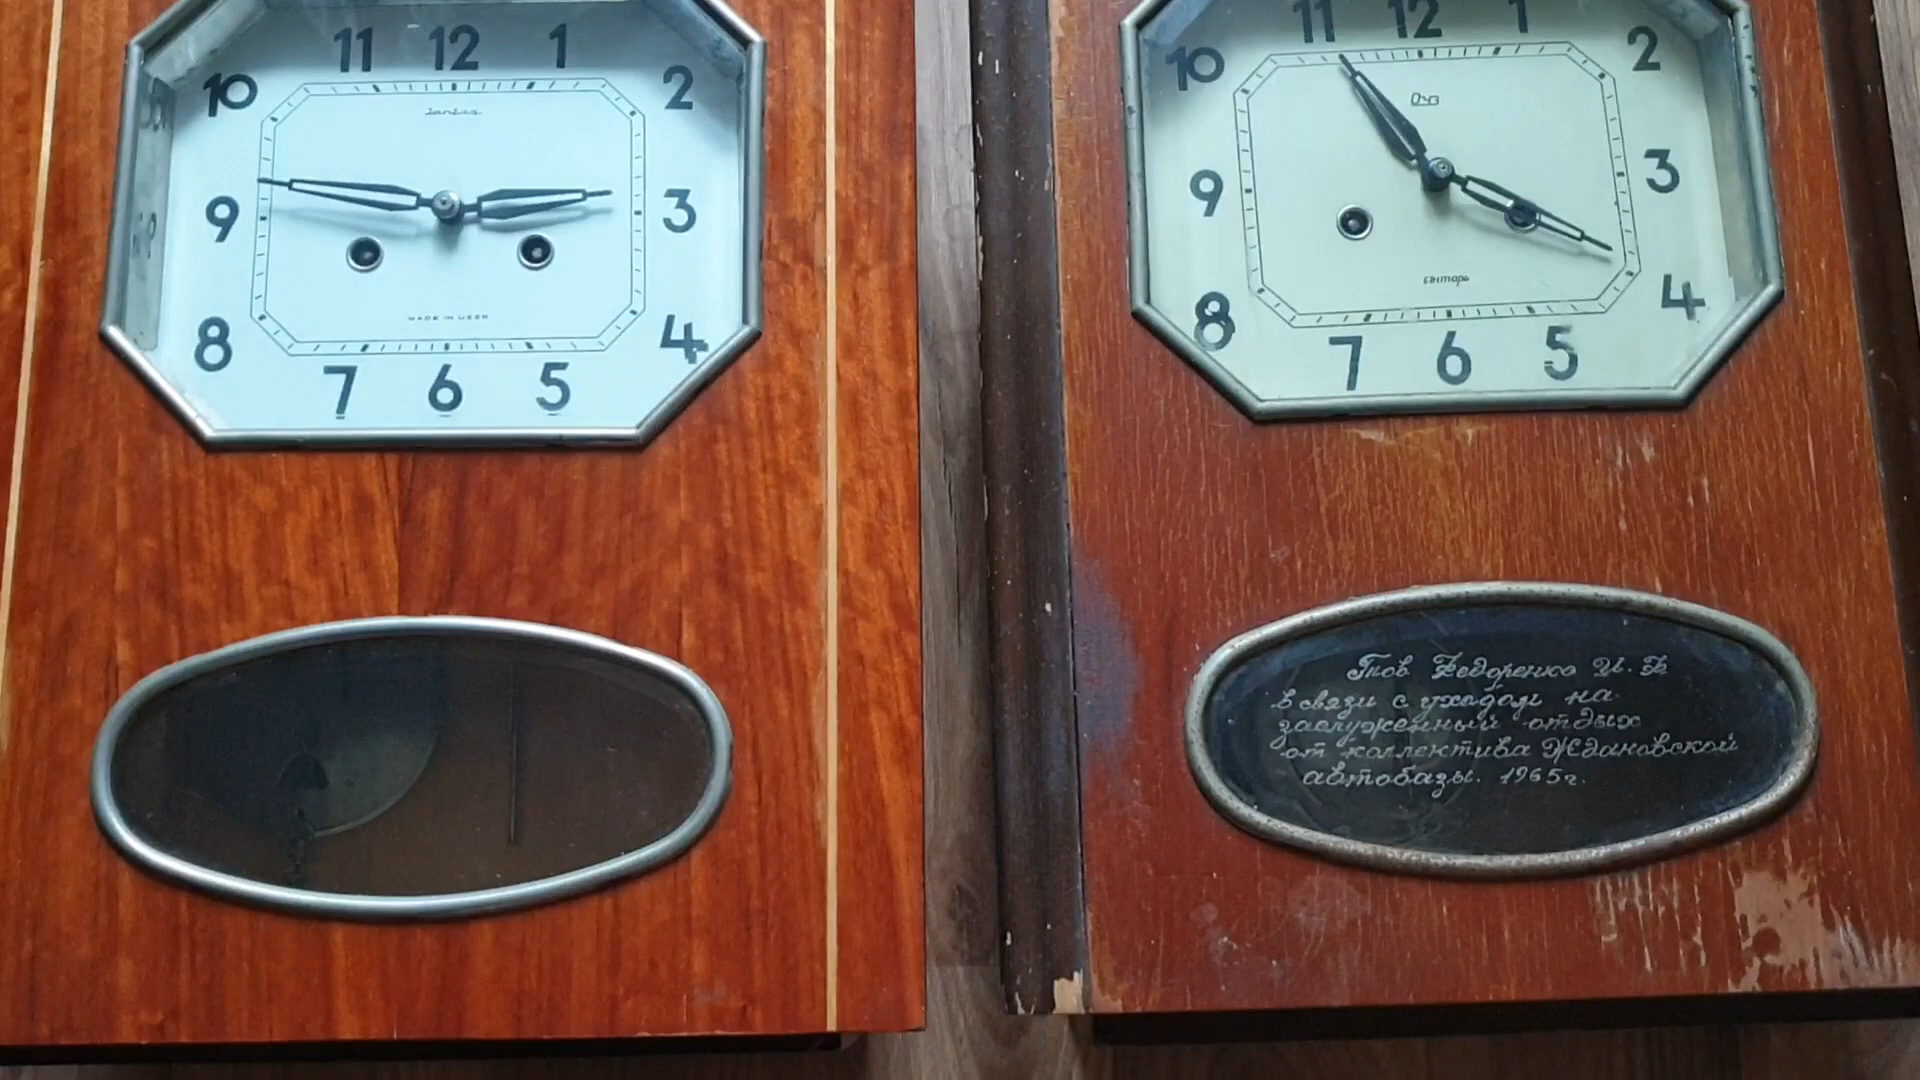 11 12 1
10 2
9 3
8 4
7 6 5
Янтарь
MADE IN USSR
11 12 1
10 2
9 3
8 4
7 6 5
ОЧЗ
янтарь
Тов Федоренко И. Ф
в связи с уходом на
заслуженный отдых
от коллектива Ждановской
автобазы. 1965г.